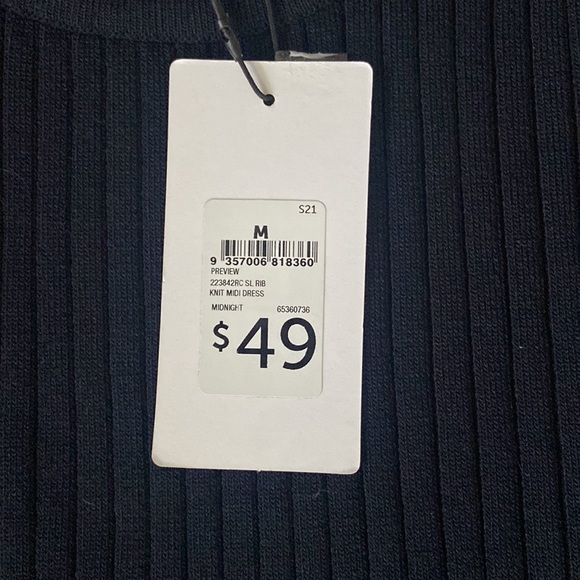 S21
M
9 357006 818360
PREVIEW
223842RC SL RIB
KNIT MIDI DRESS
MIDNIGHT 65360736
$49